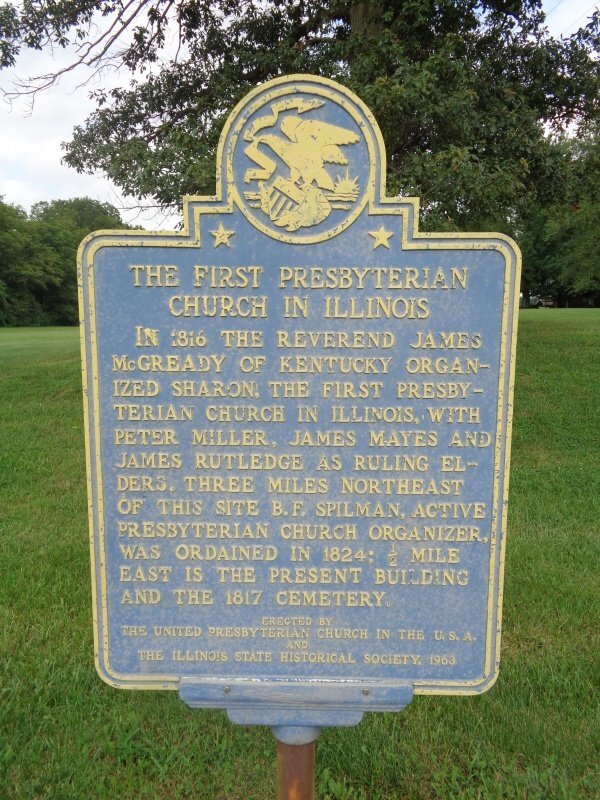 THE FIRST PRESBYTERIAN
CHURCH IN ILLINOIS
IN 1816 THE REVEREND JAMES
McGREADY OF KENTUCKY ORGAN-
IZED SHARON, THE FIRST PRESBY-
TERIAN CHURCH IN ILLINOIS, WITH
PETER MILLER, JAMES MAYES AND
JAMES RUTLEDGE AS RULING EL-
DERS. THREE MILES NORTHEAST
OF THIS SITE B.F. SPILMAN, ACTIVE
PRESBYTERIAN CHURCH ORGANIZER,
WAS ORDAINED IN 1824; ½ MILE
EAST IS THE PRESENT BUILDING
AND THE 1817 CEMETERY.
ERECTED BY
THE UNITED PRESBYTERIAN CHURCH IN THE U.S.A.
AND
THE ILLINOIS STATE HISTORICAL SOCIETY, 1963